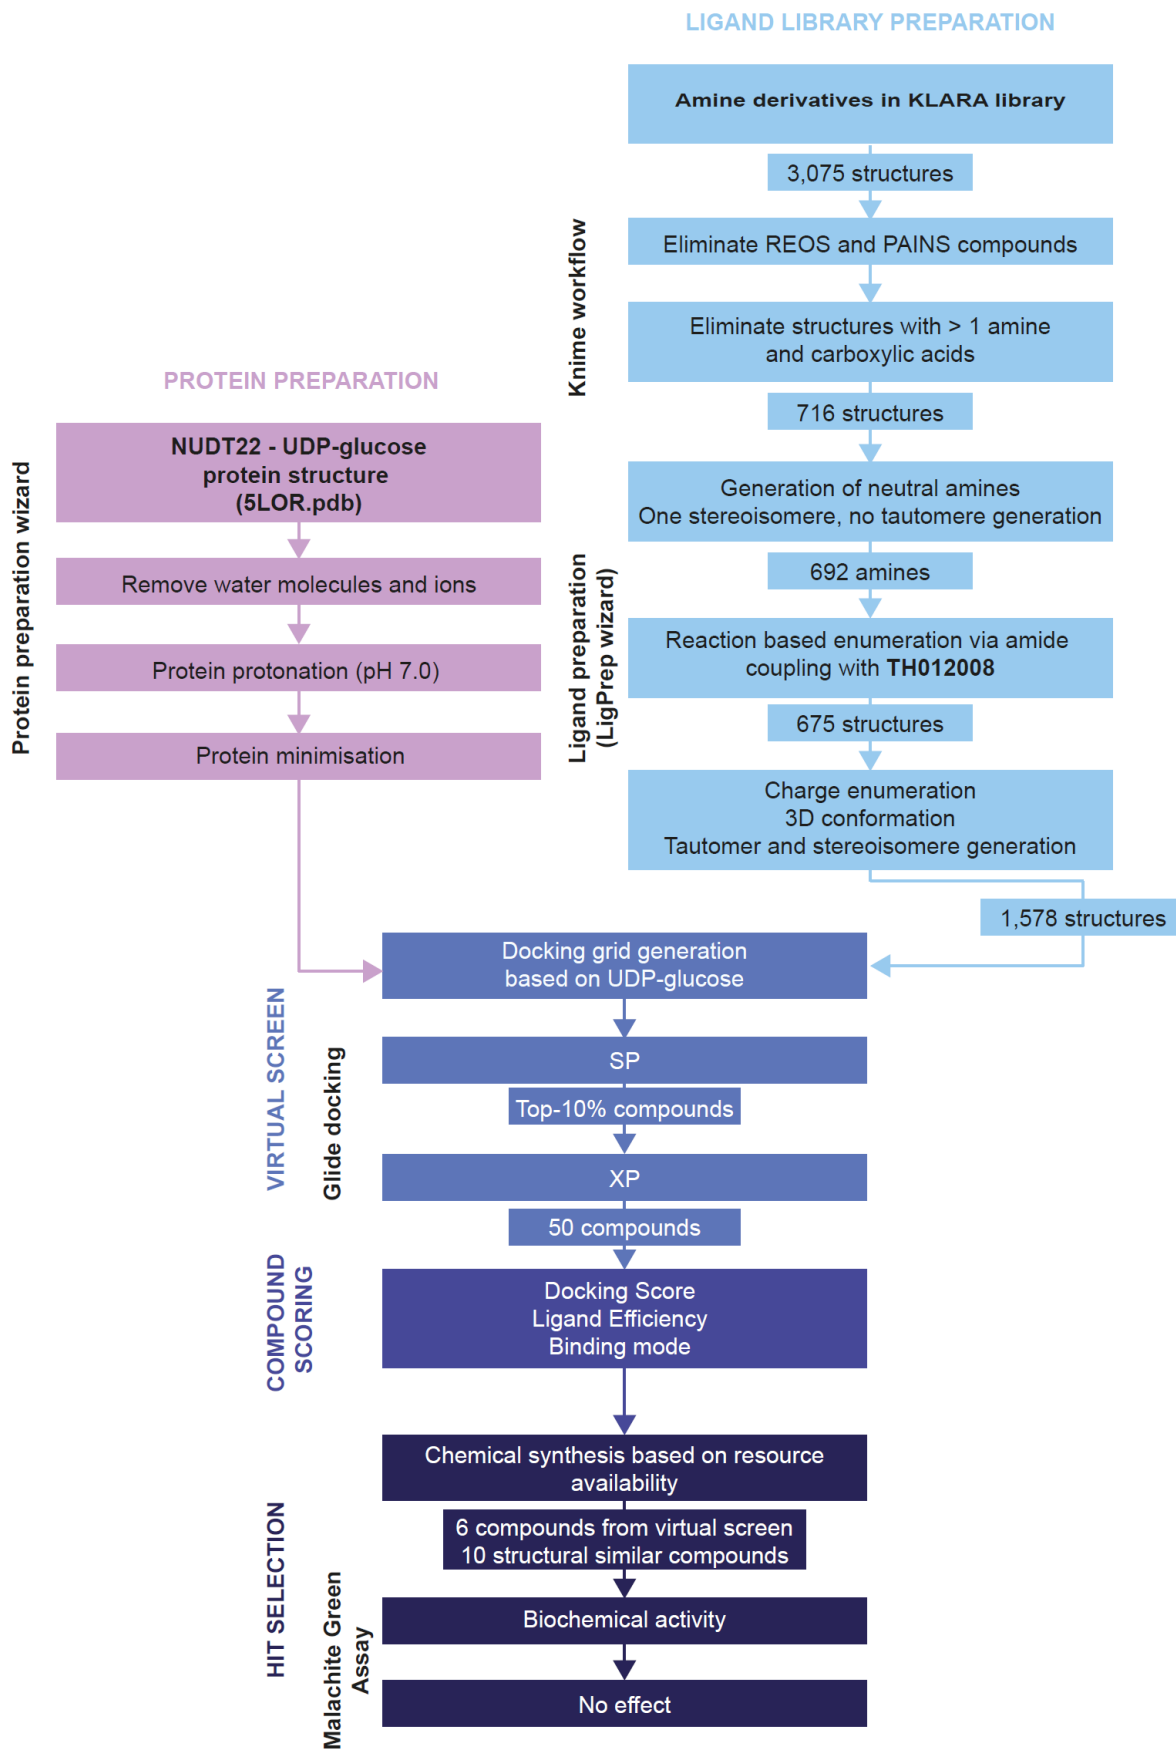 LIGAND LIBRARY PREPARATION
Amine derivatives in KLARA library
3,075 structures
Knime workflow
Eliminate REOS and PAINS compounds
Eliminate structures with > 1 amine
and carboxylic acids
716 structures
Ligand preparation
(LigPrep wizard)
Generation of neutral amines
One stereoisomere, no tautomere generation
692 amines
Reaction based enumeration via amide
coupling with TH012008
675 structures
Charge enumeration
3D conformation
Tautomer and stereoisomere generation
1,578 structures
PROTEIN PREPARATION
Protein preparation wizard
NUDT22 - UDP-glucose
protein structure
(5LOR.pdb)
Remove water molecules and ions
Protein protonation (pH 7.0)
Protein minimisation
VIRTUAL SCREEN
Glide docking
Docking grid generation
based on UDP-glucose
SP
Top-10% compounds
XP
50 compounds
COMPOUND
SCORING
Docking Score
Ligand Efficiency
Binding mode
HIT SELECTION
Chemical synthesis based on resource
availability
6 compounds from virtual screen
10 structural similar compounds
Malachite Green
Assay
Biochemical activity
No effect